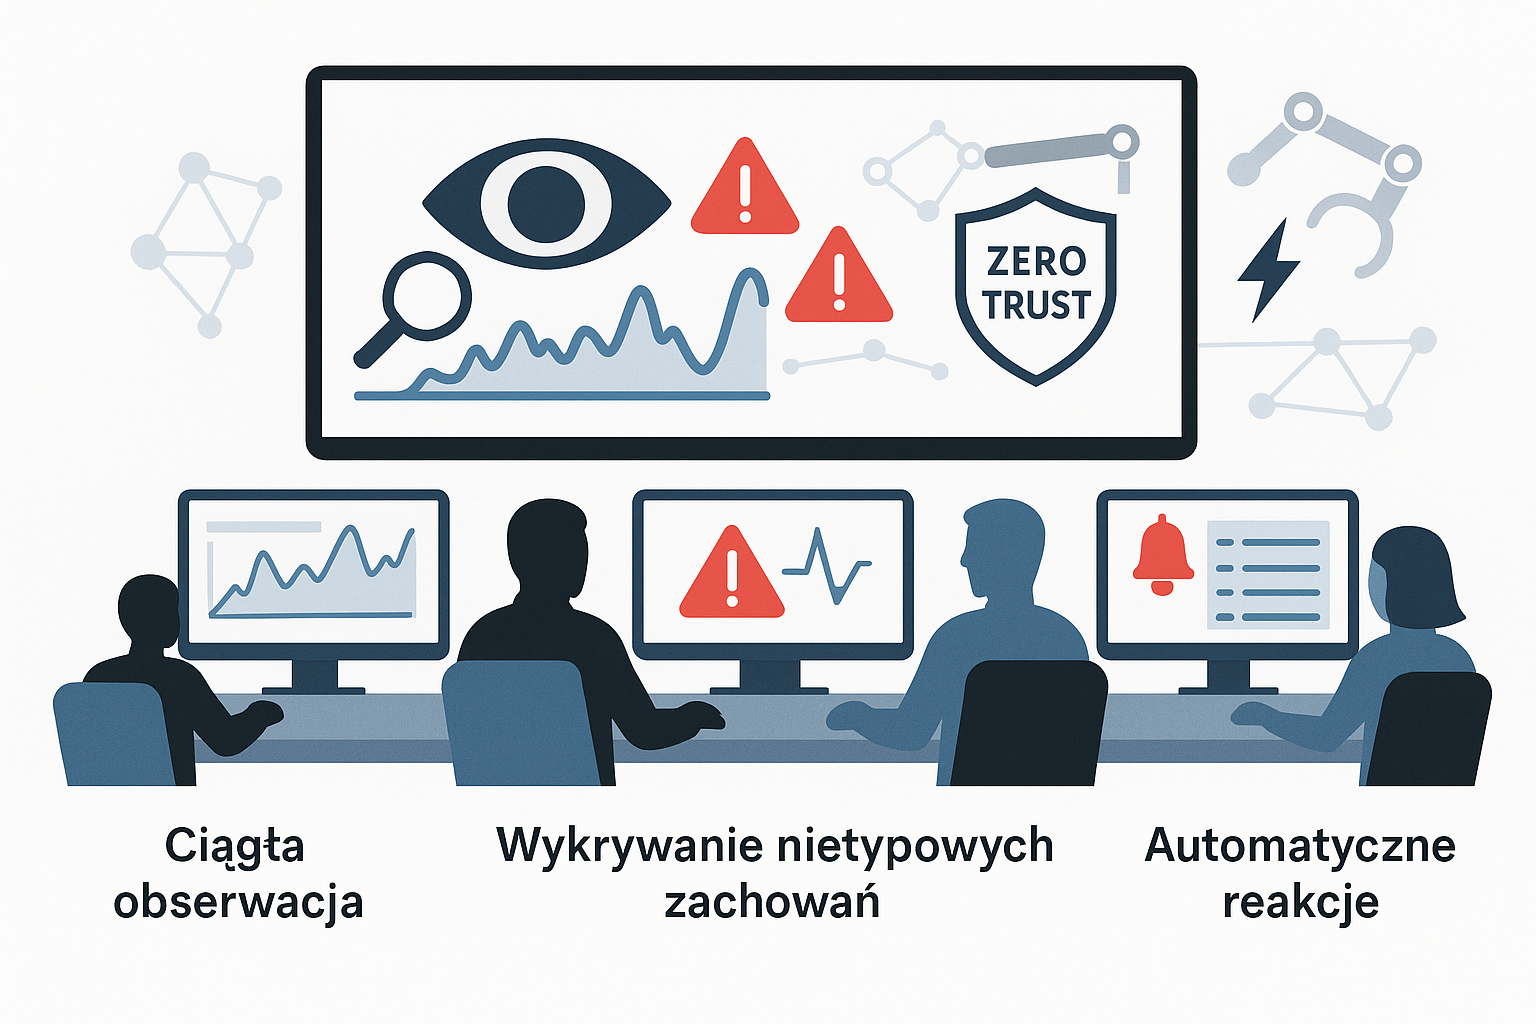 ZERO
TRUST
Ciągła
obserwacja
Wykrywanie nietypowych
zachowań
Automatyczne
reakcje